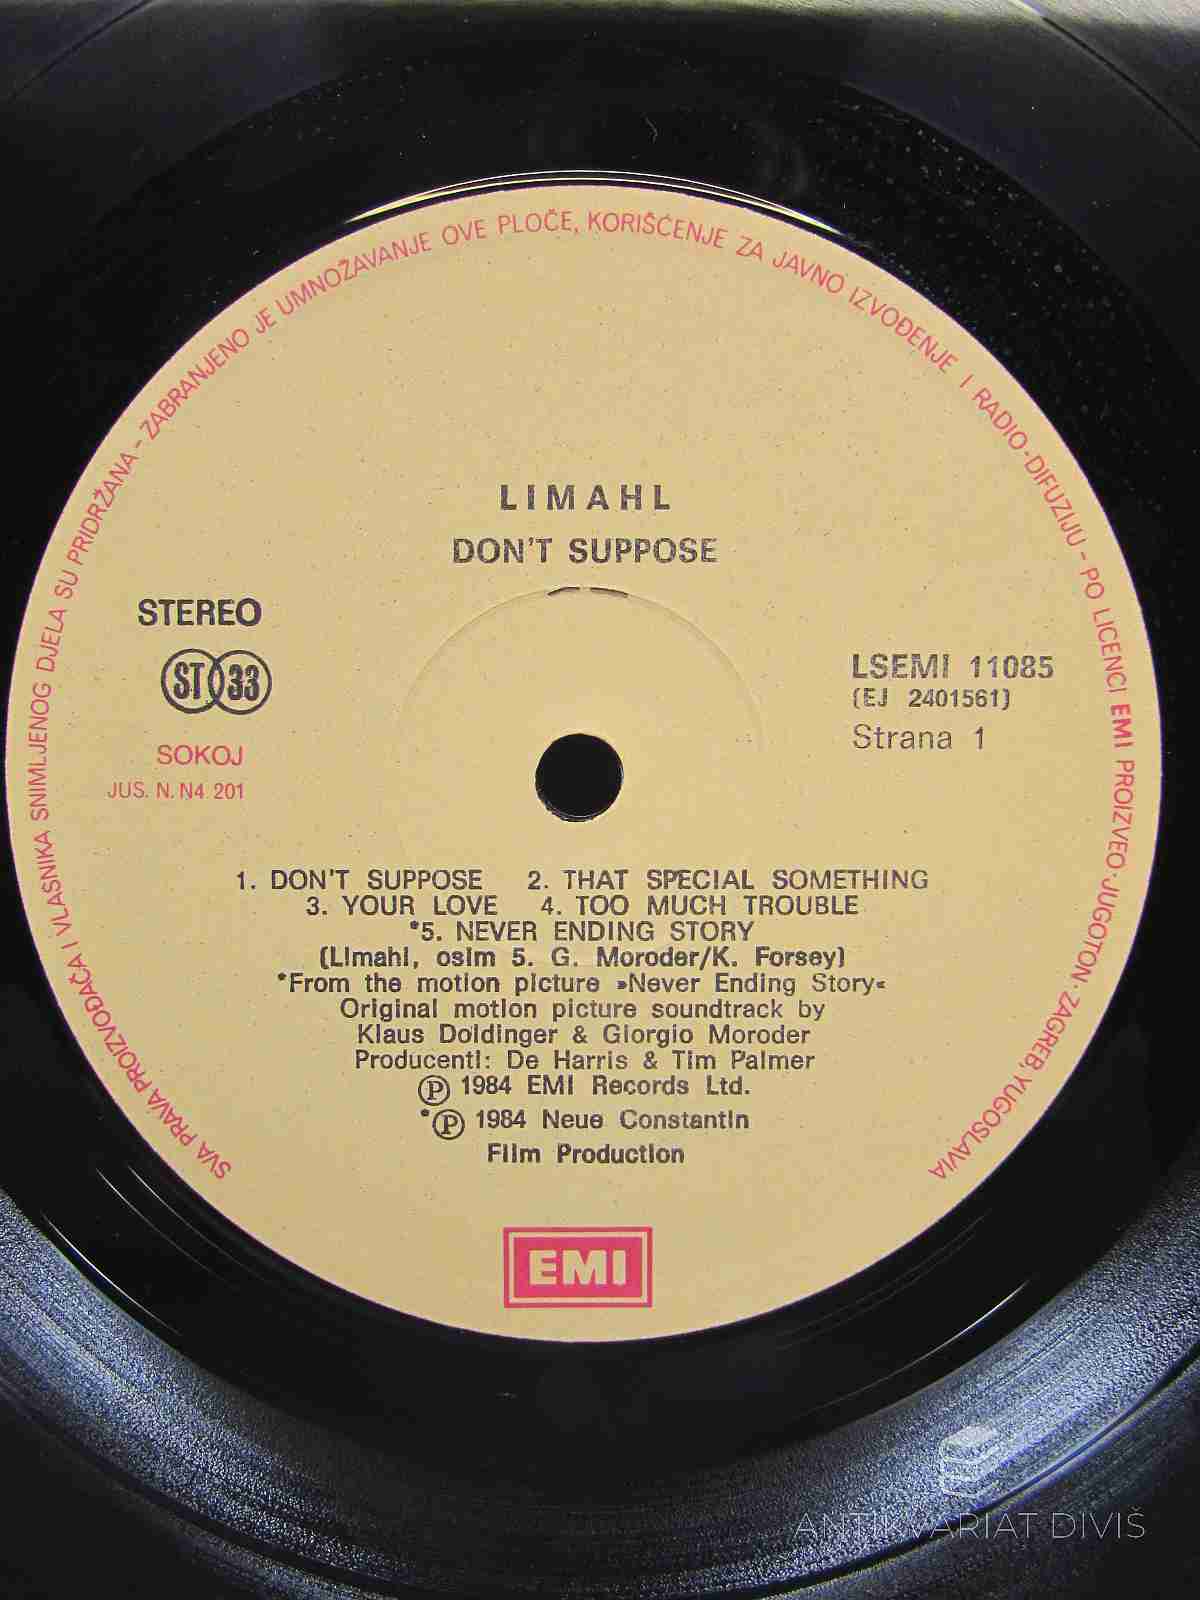 SVA PRAVA PROIZVOĐAČA I VLASNIKA SNIMLJENOG DJELA SU PRIDRŽANA - ZABRANJENO JE UMNOŽAVANJE OVE PLOČE, KORIŠĆENJE ZA JAVNO IZVOĐENJE I RADIO-DIFUZIJU - PO LICENCI EMI PROIZVEO-JUGOTON-ZAGREB, YUGOSLAVIA
LIMAHL
DON'T SUPPOSE
STEREO
ST 33
SOKOJ
JUS. N. N4 201
LSEMI 11085
(EJ 2401561)
Strana 1
1. DON'T SUPPOSE 2. THAT SPECIAL SOMETHING
3. YOUR LOVE 4. TOO MUCH TROUBLE
*5. NEVER ENDING STORY
(Limahl, osim 5. G. Moroder/K. Forsey)
*From the motion picture »Never Ending Story«
Original motion picture soundtrack by
Klaus Doldinger & Giorgio Moroder
Producenti: De Harris & Tim Palmer
Ⓟ 1984 EMI Records Ltd.
*Ⓟ 1984 Neue Constantin
Film Production
EMI
ANTIKVARIAT DIVIŠ